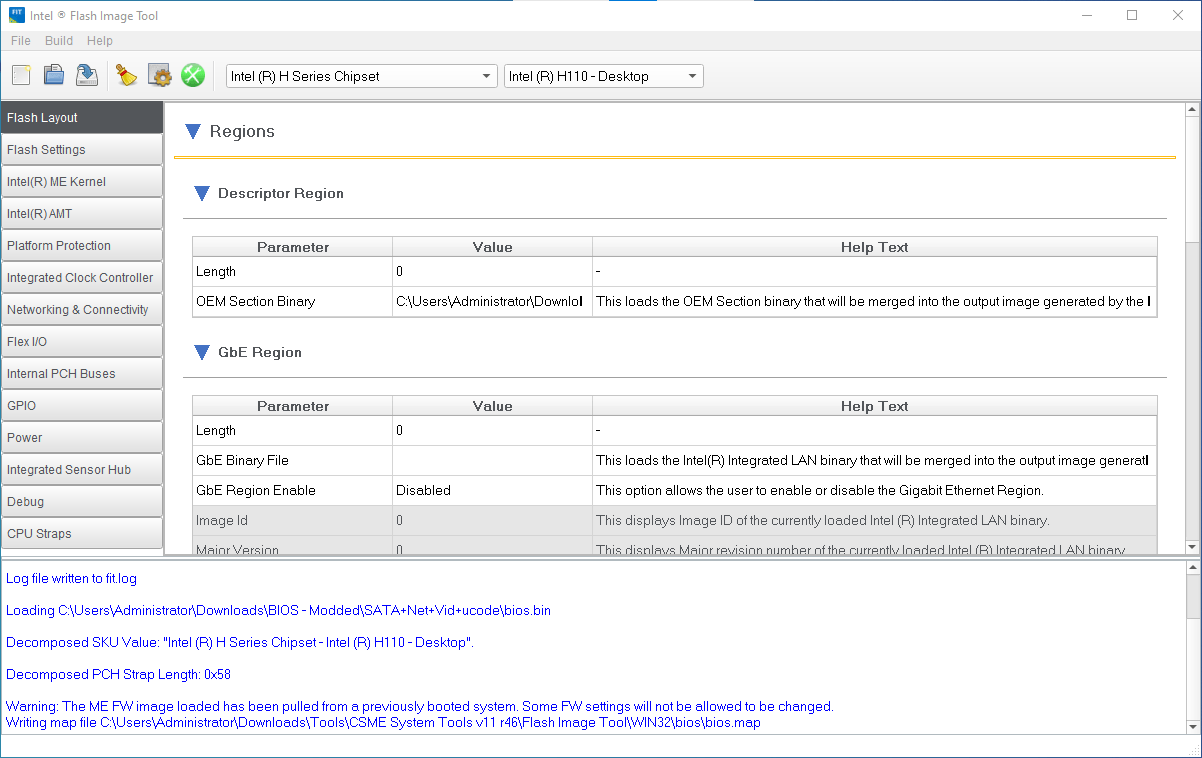 FIT
Intel ® Flash Image Tool
File Build Help
Intel (R) H Series Chipset
Intel (R) H110 - Desktop
Flash Layout
Flash Settings
Intel(R) ME Kernel
Intel(R) AMT
Platform Protection
Integrated Clock Controller
Networking & Connectivity
Flex I/O
Internal PCH Buses
GPIO
Power
Integrated Sensor Hub
Debug
CPU Straps
Regions
Descriptor Region
Parameter Value Help Text
Length 0 -
OEM Section Binary C:\Users\Administrator\Downlo This loads the OEM Section binary that will be merged into the output image generated by the
GbE Region
Parameter Value Help Text
Length 0 -
GbE Binary File This loads the Intel(R) Integrated LAN binary that will be merged into the output image generat
GbE Region Enable Disabled This option allows the user to enable or disable the Gigabit Ethernet Region.
Image Id 0 This displays Image ID of the currently loaded Intel (R) Integrated LAN binary.
Major Version 0 This displays Major revision number of the currently loaded Intel (R) Integrated LAN binary
Log file written to fit.log
Loading C:\Users\Administrator\Downloads\BIOS - Modded\SATA+Net+Vid+ucode\bios.bin
Decomposed SKU Value: "Intel (R) H Series Chipset - Intel (R) H110 - Desktop".
Decomposed PCH Strap Length: 0x58
Warning: The ME FW image loaded has been pulled from a previously booted system. Some FW settings will not be allowed to be changed.
Writing map file C:\Users\Administrator\Downloads\Tools\CSME System Tools v11 r46\Flash Image Tool\WIN32\bios\bios.map